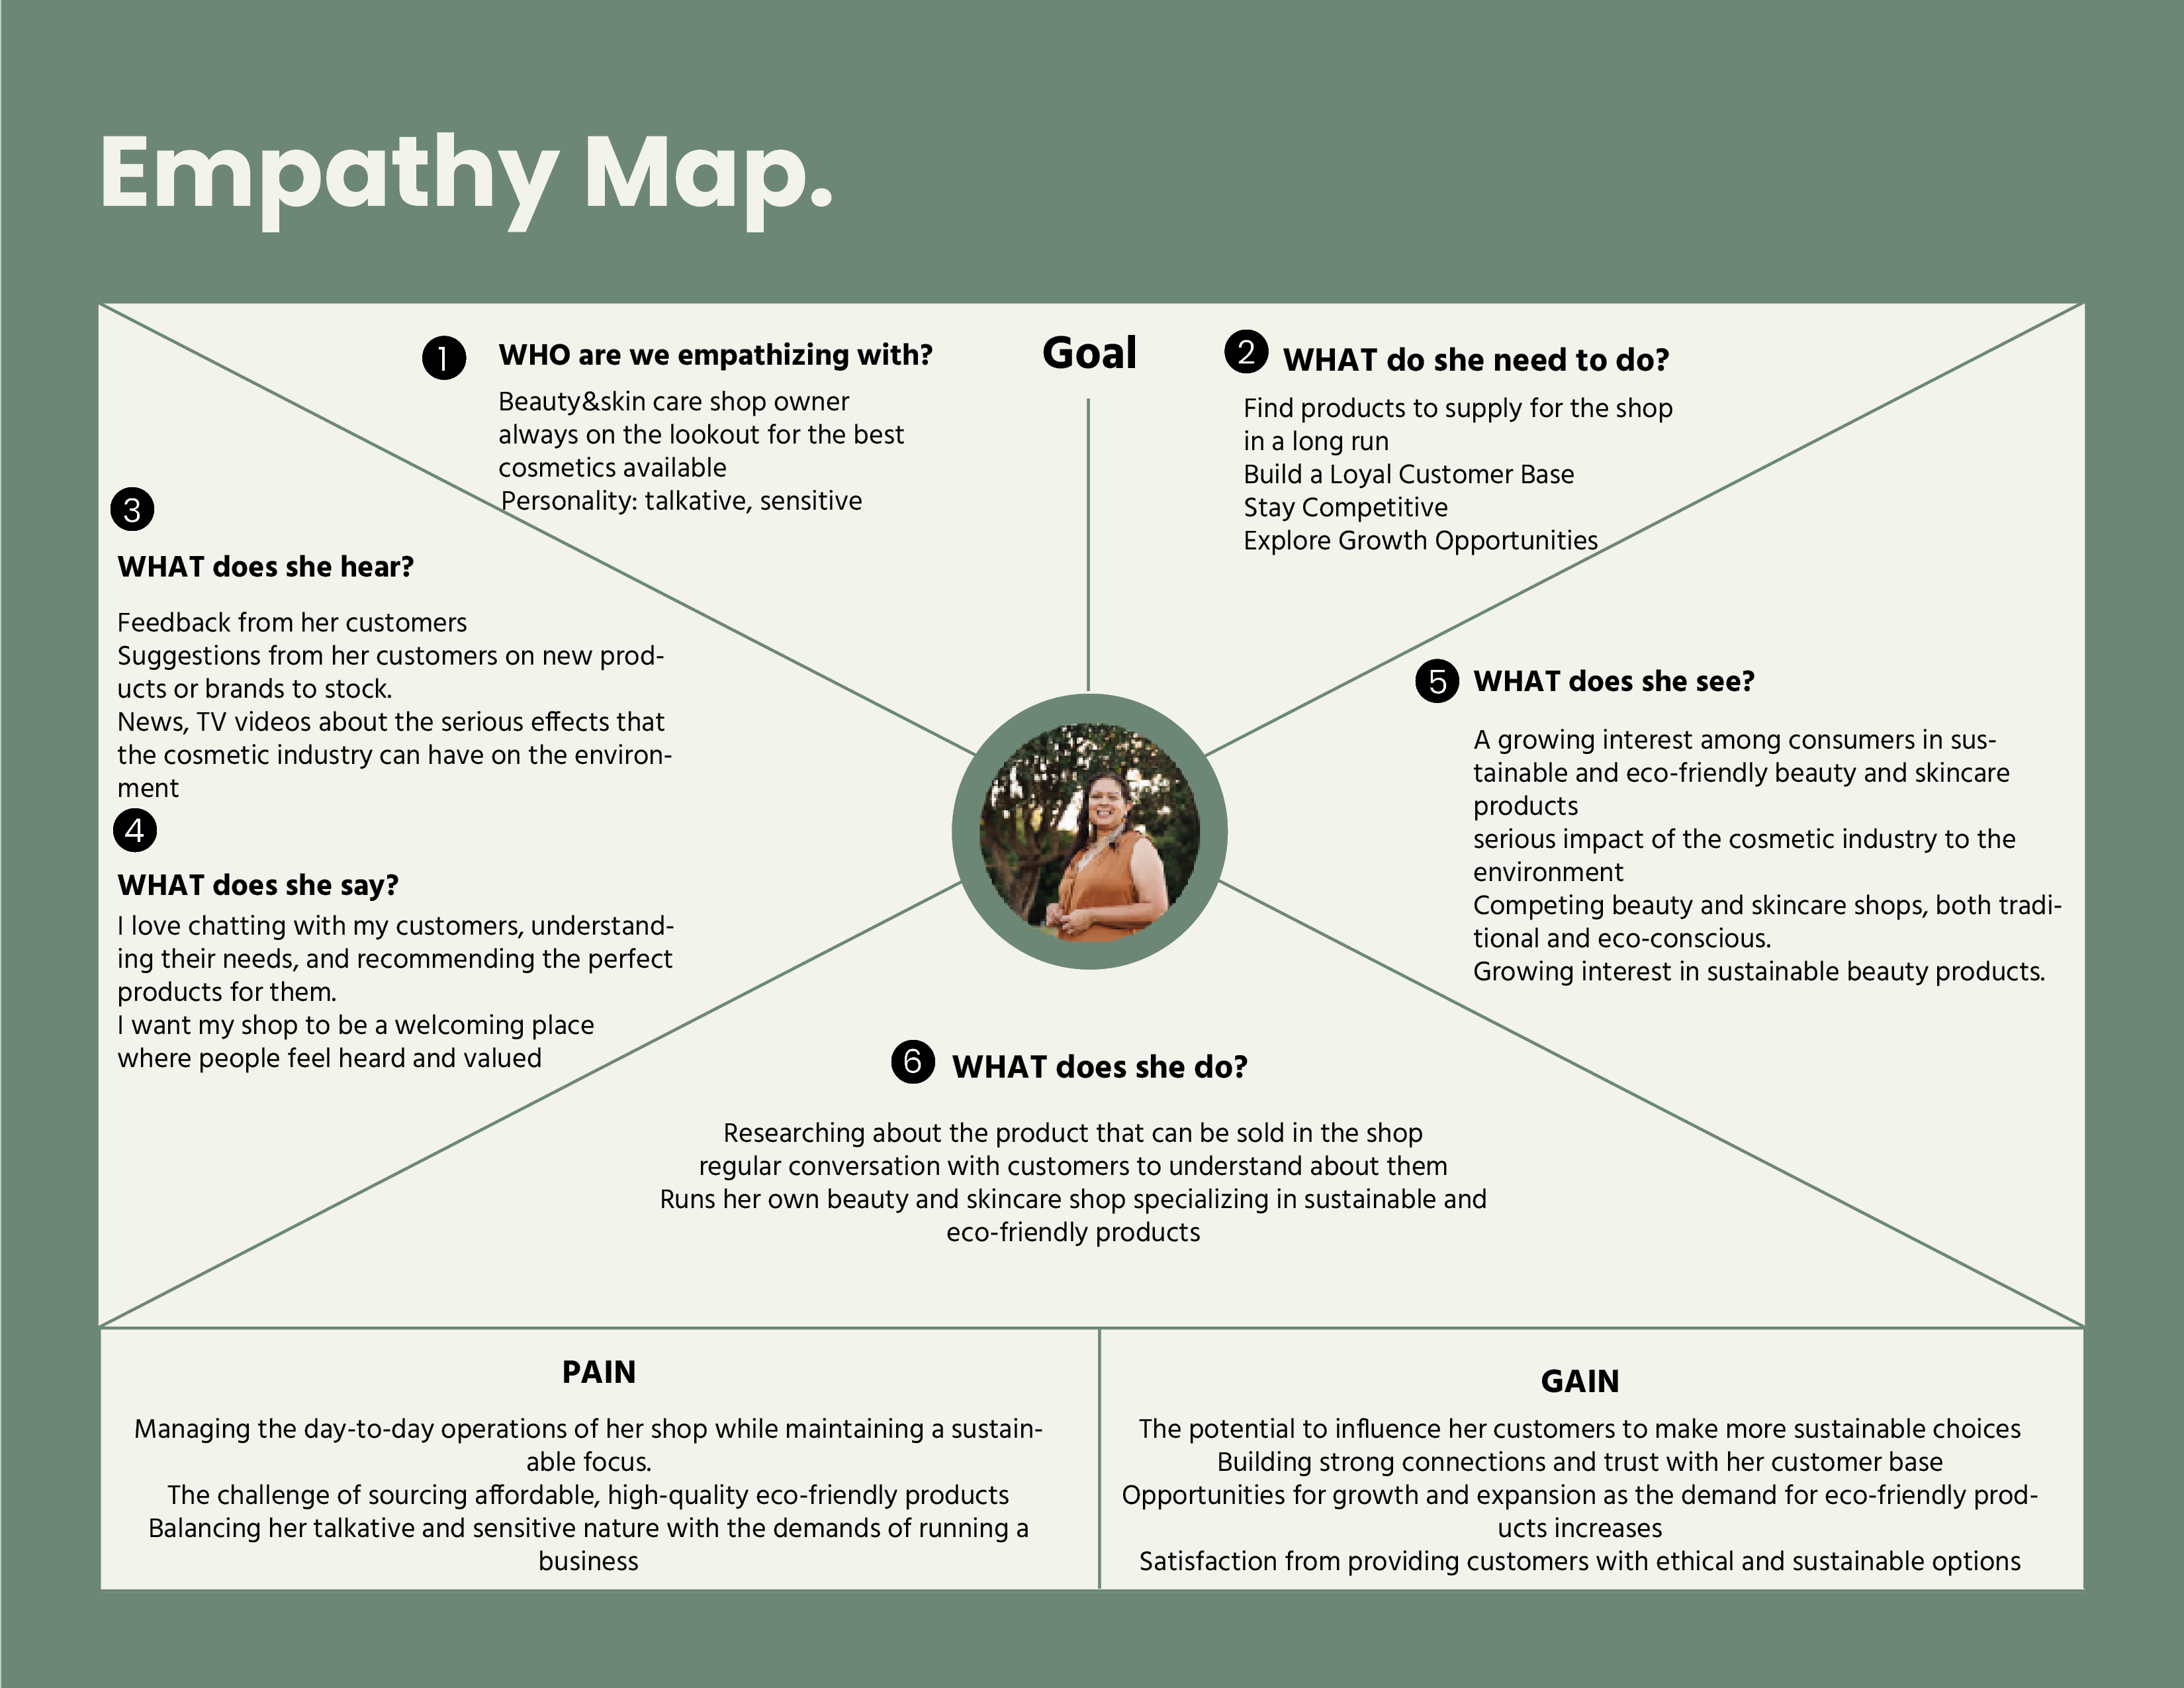 Empathy Map.
Goal
1
WHO are we empathizing with?
Beauty&skin care shop owner
always on the lookout for the best
cosmetics available
Personality: talkative, sensitive
2
WHAT do she need to do?
Find products to supply for the shop
in a long run
Build a Loyal Customer Base
Stay Competitive
Explore Growth Opportunities
3
WHAT does she hear?
Feedback from her customers
Suggestions from her customers on new prod-
ucts or brands to stock.
News, TV videos about the serious effects that
the cosmetic industry can have on the environ-
ment
4
WHAT does she say?
I love chatting with my customers, understand-
ing their needs, and recommending the perfect
products for them.
I want my shop to be a welcoming place
where people feel heard and valued
5
WHAT does she see?
A growing interest among consumers in sus-
tainable and eco-friendly beauty and skincare
products
serious impact of the cosmetic industry to the
environment
Competing beauty and skincare shops, both tradi-
tional and eco-conscious.
Growing interest in sustainable beauty products.
6
WHAT does she do?
Researching about the product that can be sold in the shop
regular conversation with customers to understand about them
Runs her own beauty and skincare shop specializing in sustainable and
eco-friendly products
PAIN
Managing the day-to-day operations of her shop while maintaining a sustain-
able focus.
The challenge of sourcing affordable, high-quality eco-friendly products
Balancing her talkative and sensitive nature with the demands of running a
business
GAIN
The potential to influence her customers to make more sustainable choices
Building strong connections and trust with her customer base
Opportunities for growth and expansion as the demand for eco-friendly prod-
ucts increases
Satisfaction from providing customers with ethical and sustainable options